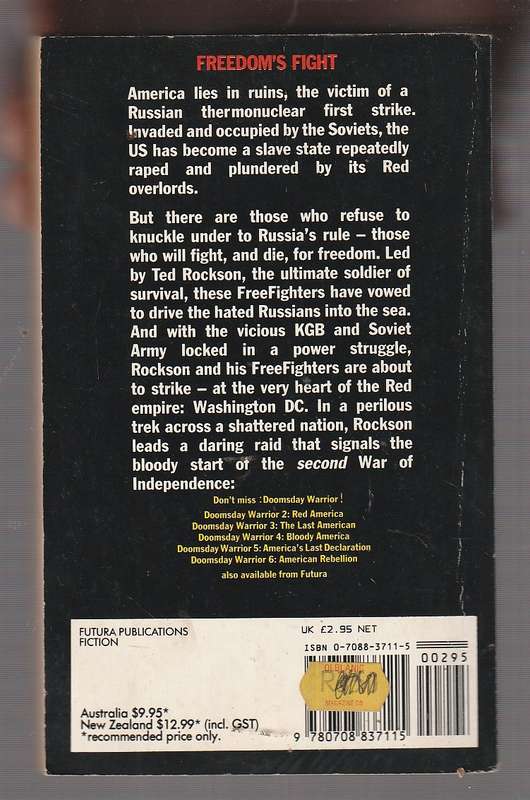 FREEDOM'S FIGHT
America lies in ruins, the victim of a
Russian thermonuclear first strike.
Invaded and occupied by the Soviets, the
US has become a slave state repeatedly
raped and plundered by its Red
overlords.
But there are those who refuse to
knuckle under to Russia's rule – those
who will fight, and die, for freedom. Led
by Ted Rockson, the ultimate soldier of
survival, these FreeFighters have vowed
to drive the hated Russians into the sea.
And with the vicious KGB and Soviet
Army locked in a power struggle,
Rockson and his FreeFighters are about
to strike – at the very heart of the Red
empire: Washington DC. In a perilous
trek across a shattered nation, Rockson
leads a daring raid that signals the
bloody start of the second War of
Independence:
Don't miss :Doomsday Warrior!
Doomsday Warrior 2: Red America
Doomsday Warrior 3: The Last American
Doomsday Warrior 4: Bloody America
Doomsday Warrior 5: America's Last Declaration
Doomsday Warrior 6: American Rebellion
also available from Futura
FUTURA PUBLICATIONS
FICTION
UK £2.95 NET
ISBN 0-7088-3711-5
00295
Australia $9.95*
New Zealand $12.99* (incl. GST)
*recommended price only.
9 780708 837115